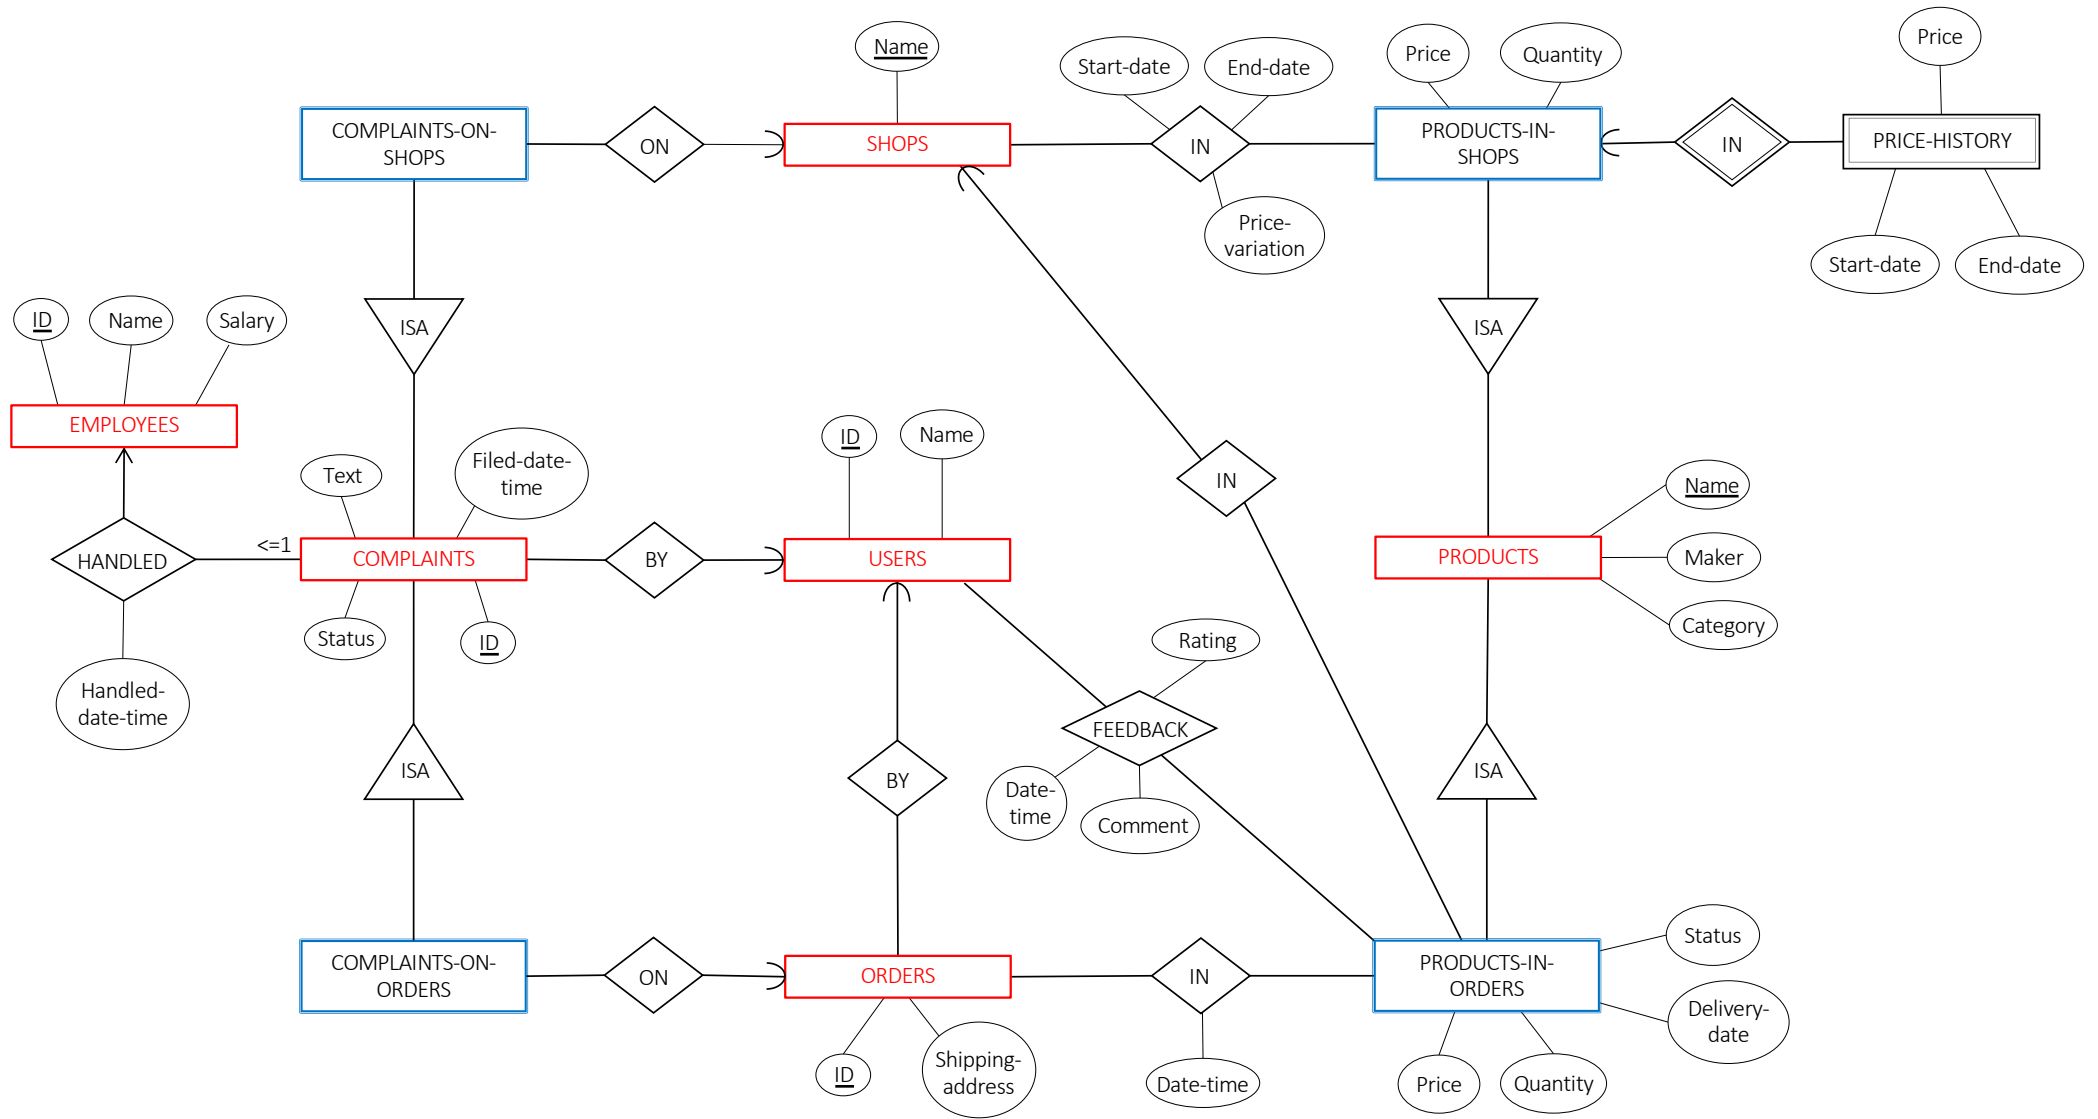 Name
Start-date
End-date
Price
Quantity
Price
COMPLAINTS-ON-
SHOPS
ON
SHOPS
IN
PRODUCTS-IN-
SHOPS
IN
PRICE-HISTORY
Price-
variation
Start-date
End-date
ID
Name
Salary
ISA
ISA
EMPLOYEES
Text
Filed-date-
time
ID
Name
IN
Name
HANDLED
<=1
COMPLAINTS
BY
USERS
PRODUCTS
Maker
Status
ID
Rating
Category
Handled-
date-time
FEEDBACK
ISA
BY
Date-
time
Comment
ISA
COMPLAINTS-ON-
ORDERS
ON
ORDERS
IN
PRODUCTS-IN-
ORDERS
Status
Delivery-
date
ID
Shipping-
address
Date-time
Price
Quantity